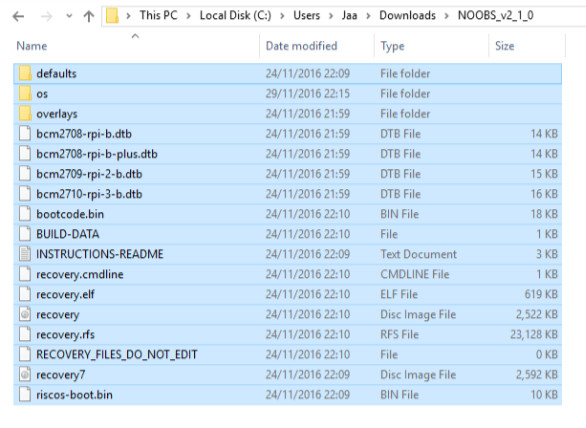 This PC > Local Disk (C:) > Users > Jaa > Downloads > NOOBS_v2_1_0
Name Date modified Type Size
defaults 24/11/2016 22:09 File folder
os 29/11/2016 22:15 File folder
overlays 24/11/2016 21:59 File folder
bcm2708-rpi-b.dtb 24/11/2016 21:59 DTB File 14 KB
bcm2708-rpi-b-plus.dtb 24/11/2016 21:59 DTB File 14 KB
bcm2709-rpi-2-b.dtb 24/11/2016 21:59 DTB File 15 KB
bcm2710-rpi-3-b.dtb 24/11/2016 21:59 DTB File 16 KB
bootcode.bin 24/11/2016 22:10 BIN File 18 KB
BUILD-DATA 24/11/2016 22:10 File 1 KB
INSTRUCTIONS-README 24/11/2016 22:09 Text Document 3 KB
recovery.cmdline 24/11/2016 22:10 CMDLINE File 1 KB
recovery.elf 24/11/2016 22:10 ELF File 619 KB
recovery 24/11/2016 22:10 Disc Image File 2,522 KB
recovery.rfs 24/11/2016 22:10 RFS File 23,128 KB
RECOVERY_FILES_DO_NOT_EDIT 24/11/2016 22:10 File 0 KB
recovery7 24/11/2016 22:09 Disc Image File 2,592 KB
riscos-boot.bin 24/11/2016 22:09 BIN File 10 KB